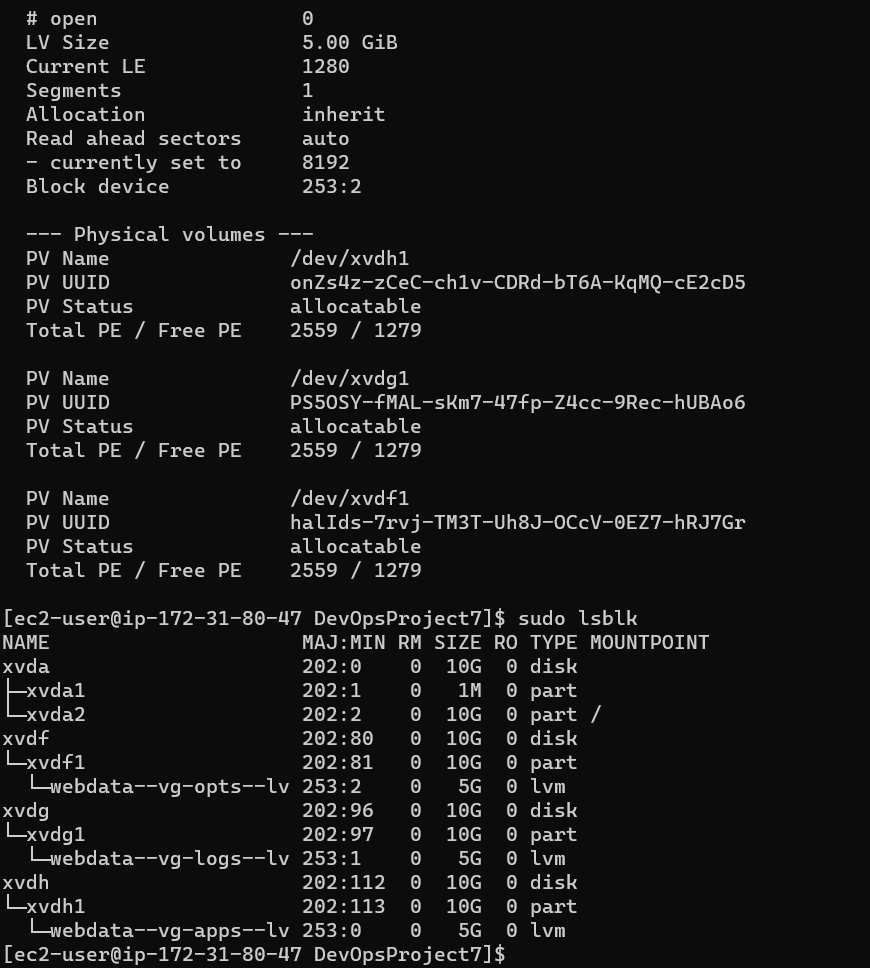 # open                 0
LV Size                5.00 GiB
Current LE             1280
Segments               1
Allocation             inherit
Read ahead sectors     auto
- currently set to     8192
Block device           253:2
--- Physical volumes ---
PV Name               /dev/xvdh1
PV UUID               onZs4z-zCeC-ch1v-CDRd-bT6A-KqMQ-cE2cD5
PV Status             allocatable
Total PE / Free PE    2559 / 1279
PV Name               /dev/xvdg1
PV UUID               PS5OSY-fMAL-sKm7-47fp-Z4cc-9Rec-hUBAo6
PV Status             allocatable
Total PE / Free PE    2559 / 1279
PV Name               /dev/xvdf1
PV UUID               halIds-7rvj-TM3T-Uh8J-OCcV-0EZ7-hRJ7Gr
PV Status             allocatable
Total PE / Free PE    2559 / 1279
[ec2-user@ip-172-31-80-47 DevOpsProject7]$ sudo lsblk
NAME                     MAJ:MIN RM SIZE RO TYPE MOUNTPOINT
xvda                     202:0    0  10G  0 disk
├─xvda1                  202:1    0   1M  0 part
└─xvda2                  202:2    0  10G  0 part /
xvdf                     202:80   0  10G  0 disk
└─xvdf1                  202:81   0  10G  0 part
  └─webdata--vg-opts--lv 253:2    0   5G  0 lvm
xvdg                     202:96   0  10G  0 disk
└─xvdg1                  202:97   0  10G  0 part
  └─webdata--vg-logs--lv 253:1    0   5G  0 lvm
xvdh                     202:112  0  10G  0 disk
└─xvdh1                  202:113  0  10G  0 part
  └─webdata--vg-apps--lv 253:0    0   5G  0 lvm
[ec2-user@ip-172-31-80-47 DevOpsProject7]$